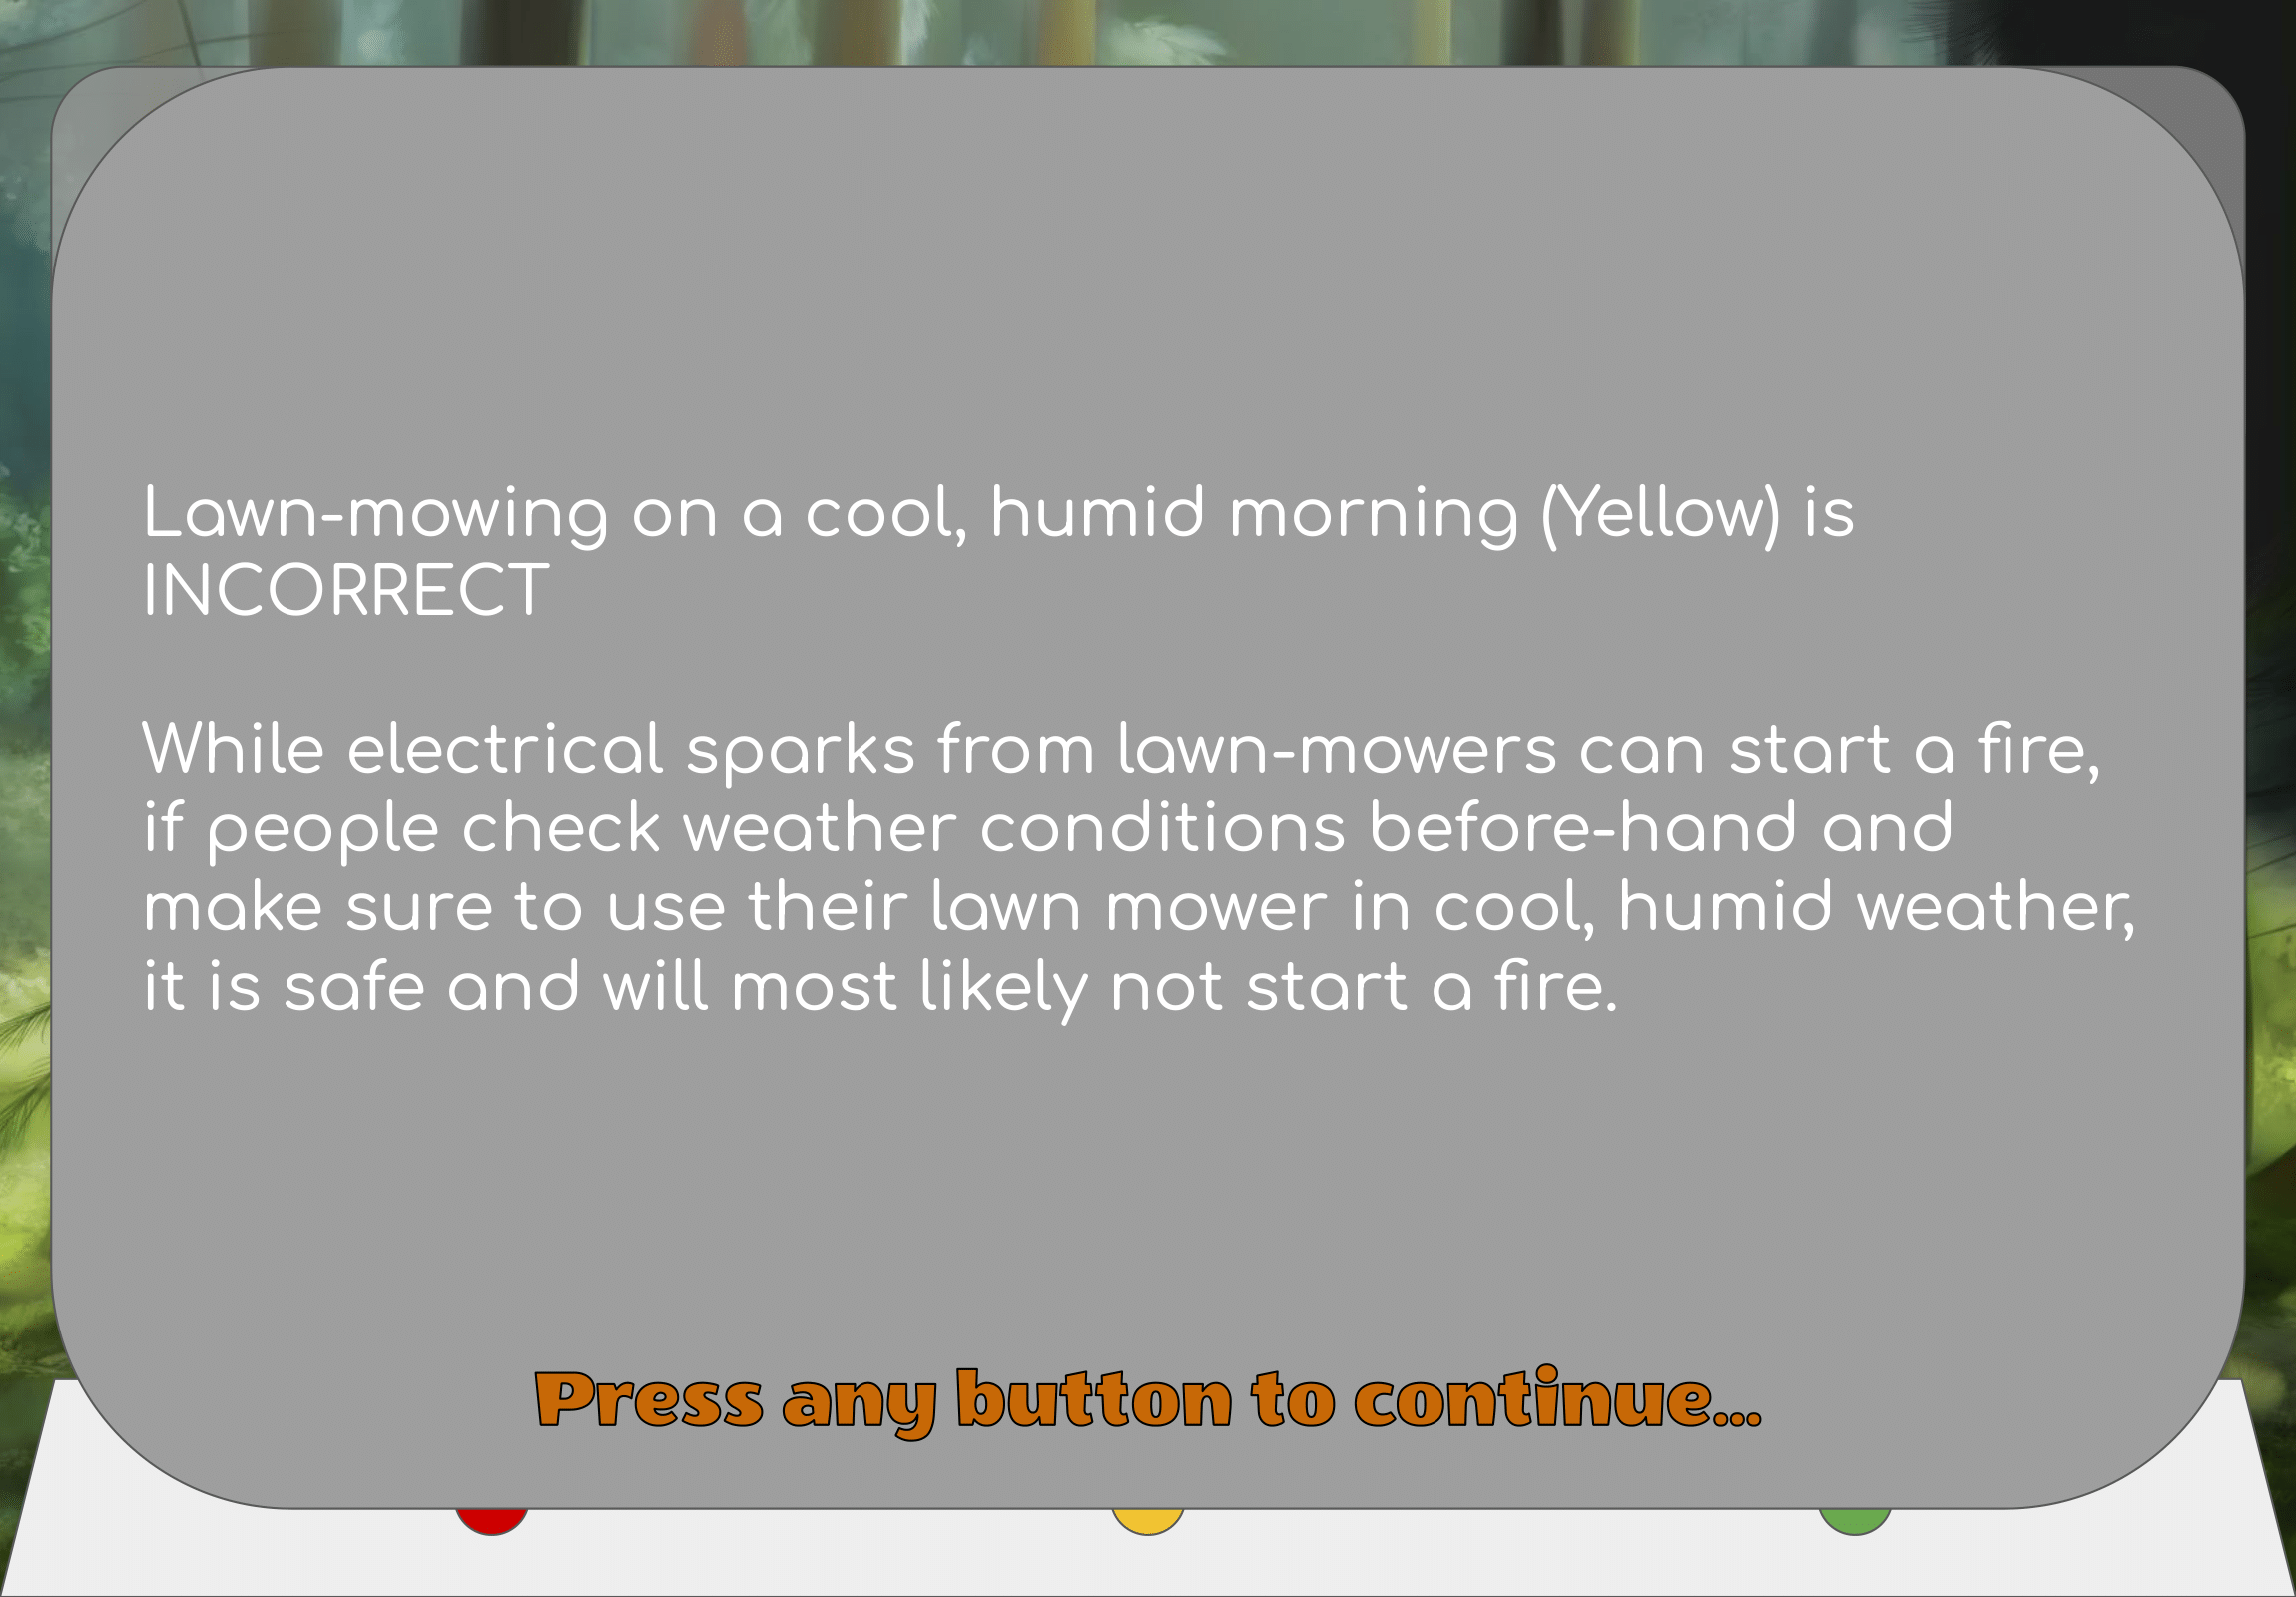 Lawn-mowing on a cool, humid morning (Yellow) is
INCORRECT
While electrical sparks from lawn-mowers can start a fire,
if people check weather conditions before-hand and
make sure to use their lawn mower in cool, humid weather,
it is safe and will most likely not start a fire.
Press any button to continue...